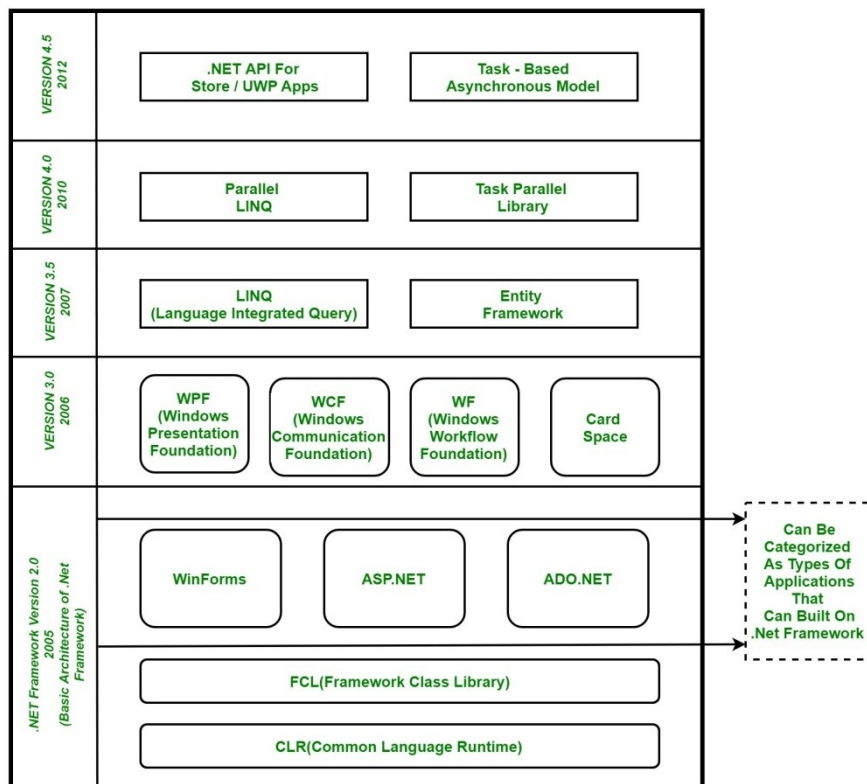 VERSION 4.5
2012
.NET API For
Store / UWP Apps
Task - Based
Asynchronous Model
VERSION 4.0
2010
Parallel
LINQ
Task Parallel
Library
VERSION 3.5
2007
LINQ
(Language Integrated Query)
Entity
Framework
VERSION 3.0
2006
WPF
(Windows
Presentation
Foundation)
WCF
(Windows
Communication
Foundation)
WF
(Windows
Workflow
Foundation)
Card
Space
.NET Framework Version 2.0
2005
(Basic Architecture of .Net
Framework)
WinForms
ASP.NET
ADO.NET
Can Be
Categorized
As Types Of
Applications
That
Can Built On
.Net Framework
FCL(Framework Class Library)
CLR(Common Language Runtime)